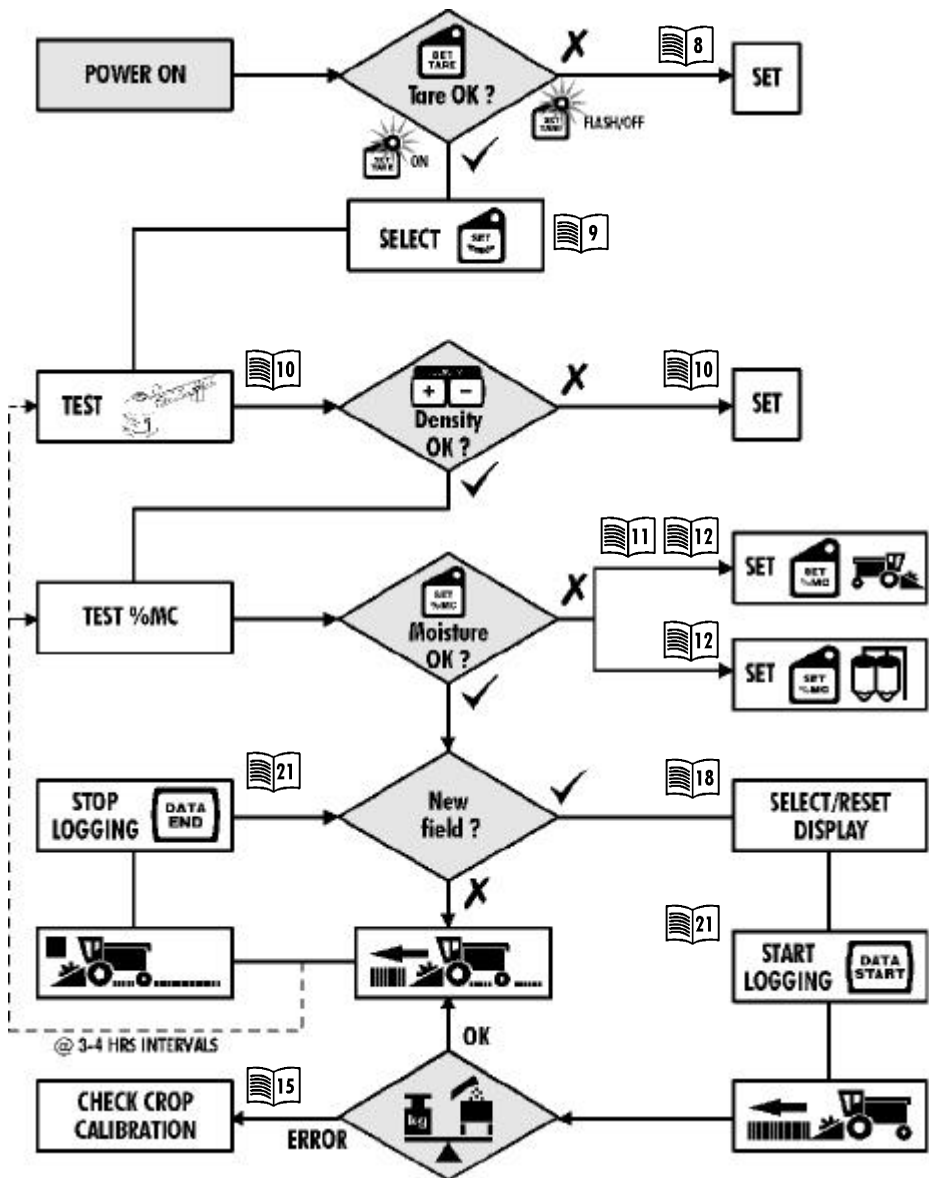 POWER ON
SET
TARE
Tare OK ?
8
SET
SET
TARE
FLASH/OFF
SET
TARE
ON
SELECT
SET
9
TEST
10
+ −
Density
OK ?
10
SET
TEST %MC
SET
%MC
Moisture
OK ?
11
12
SET
SET
%MC
12
SET
SET
%MC
STOP
LOGGING
DATA
END
21
New
field ?
18
SELECT/RESET
DISPLAY
21
START
LOGGING
DATA
START
@ 3-4 HRS INTERVALS
OK
CHECK CROP
CALIBRATION
15
ERROR
kg